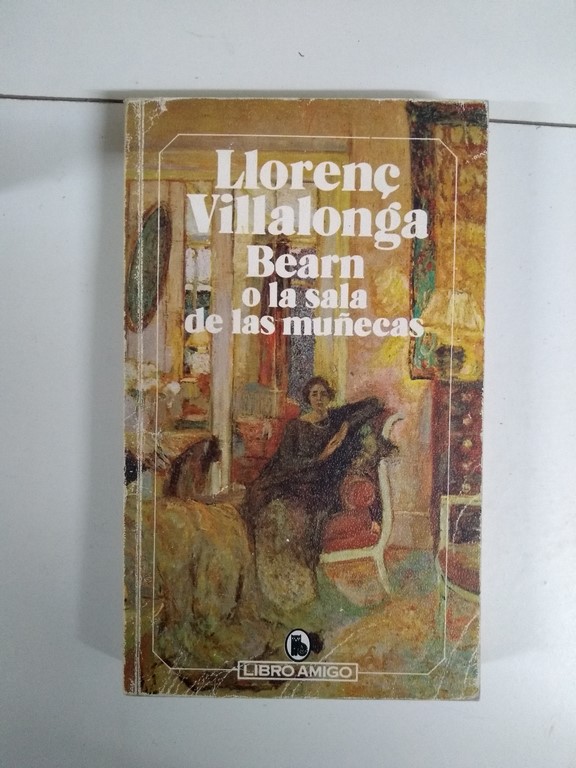 Llorenç
Villalonga
Bearn
o la sala
de las muñecas
LIBRO AMIGO